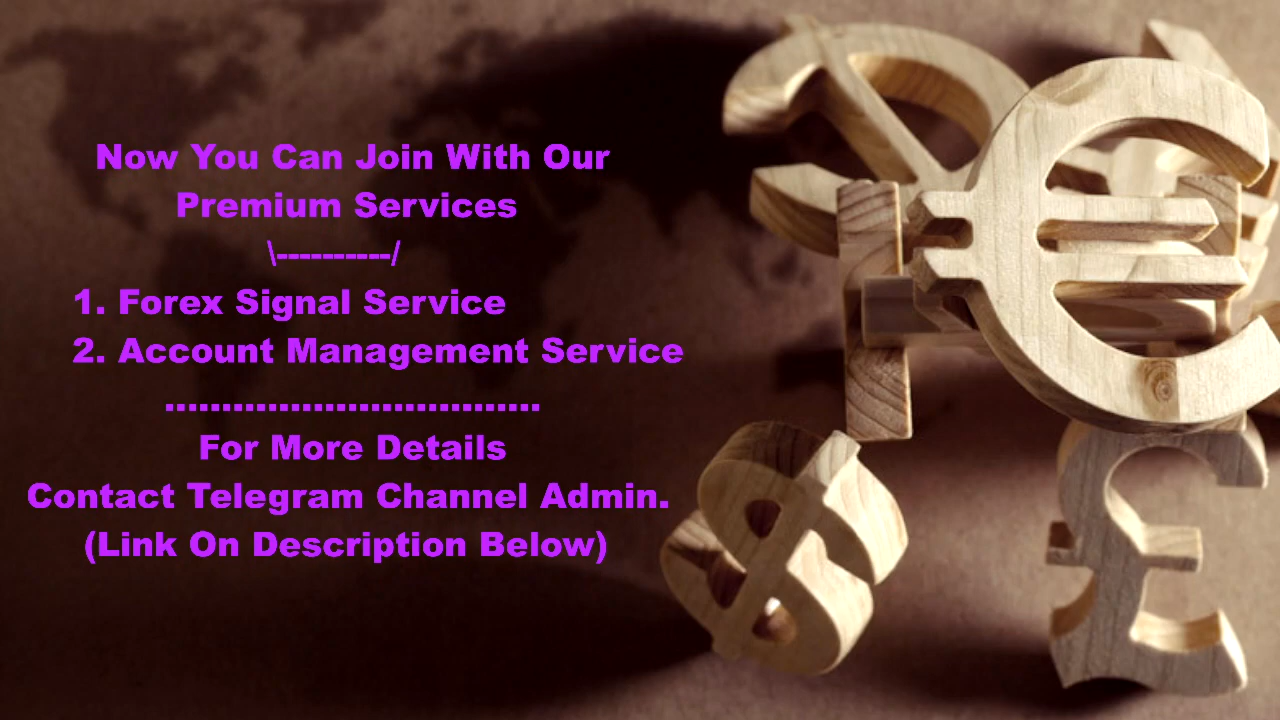 Now You Can Join With Our
Premium Services
\----------/
1. Forex Signal Service
2. Account Management Service
.................................
For More Details
Contact Telegram Channel Admin.
(Link On Description Below)